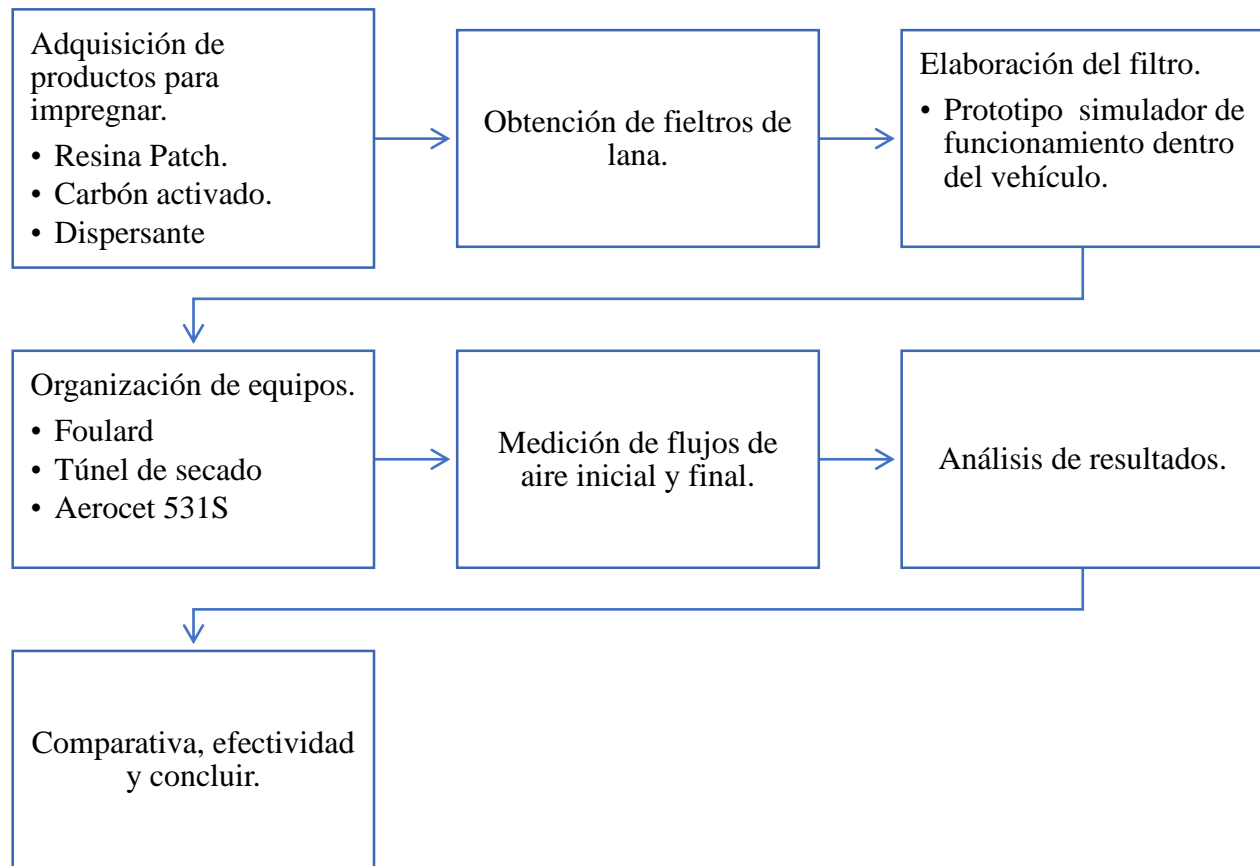 Adquisición de
productos para
impregnar.
• Resina Patch.
• Carbón activado.
• Dispersante
Obtención de fieltros de
lana.
Elaboración del filtro.
• Prototipo simulador de
funcionamiento dentro
del vehículo.
Organización de equipos.
• Foulard
• Túnel de secado
• Aerocet 531S
Medición de flujos de
aire inicial y final.
Análisis de resultados.
Comparativa, efectividad
y concluir.